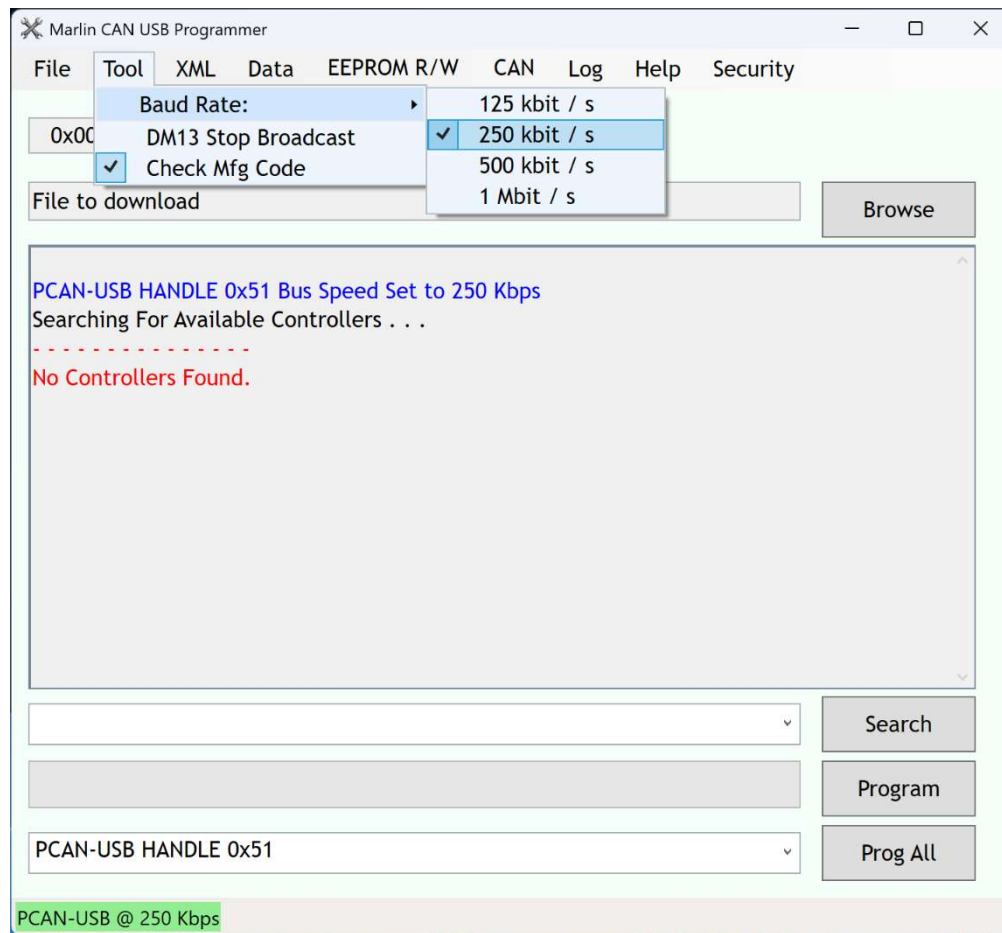 Marlin CAN USB Programmer
File Tool XML Data EEPROM R/W CAN Log Help Security
Baud Rate:
DM13 Stop Broadcast
Check Mfg Code
125 kbit / s
250 kbit / s
500 kbit / s
1 Mbit / s
0x00
File to download
Browse
PCAN-USB HANDLE 0x51 Bus Speed Set to 250 Kbps
Searching For Available Controllers . . .
- - - - - - - - - - - - - - -
No Controllers Found.
Search
Program
PCAN-USB HANDLE 0x51
Prog All
PCAN-USB @ 250 Kbps